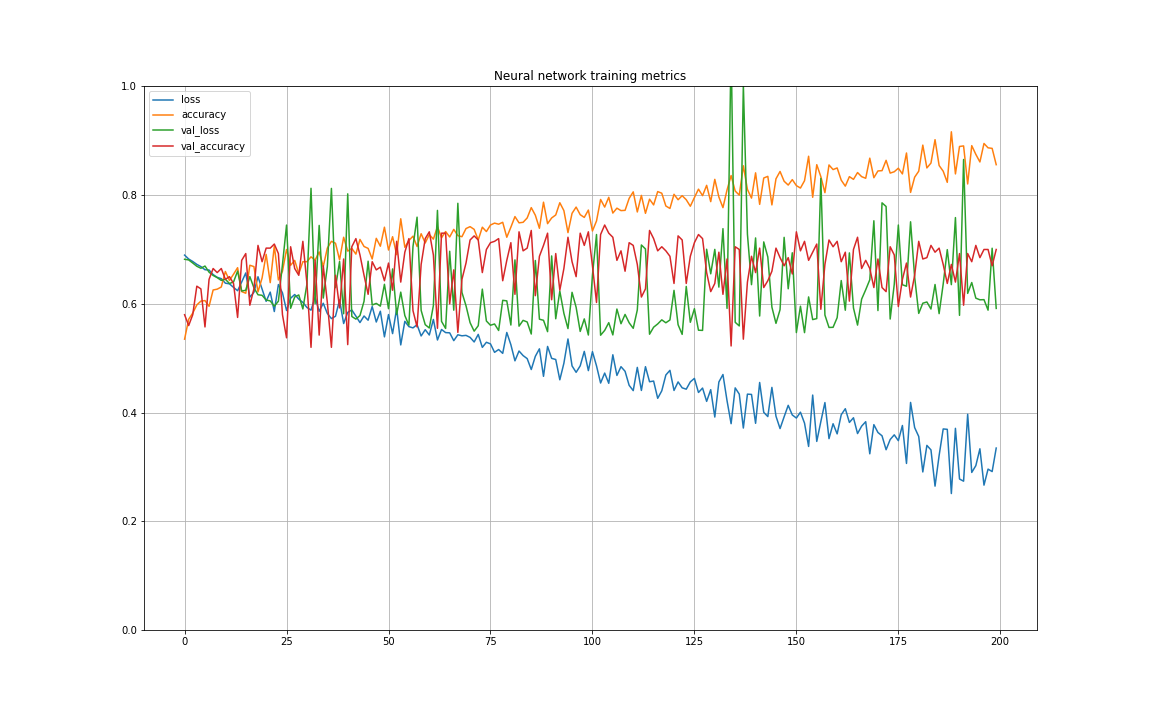 Neural network training metrics
1.0
loss
accuracy
val_loss
val_accuracy
0.8
0.6
0.4
0.2
0.0
0 25 50 75 100 125 150 175 200